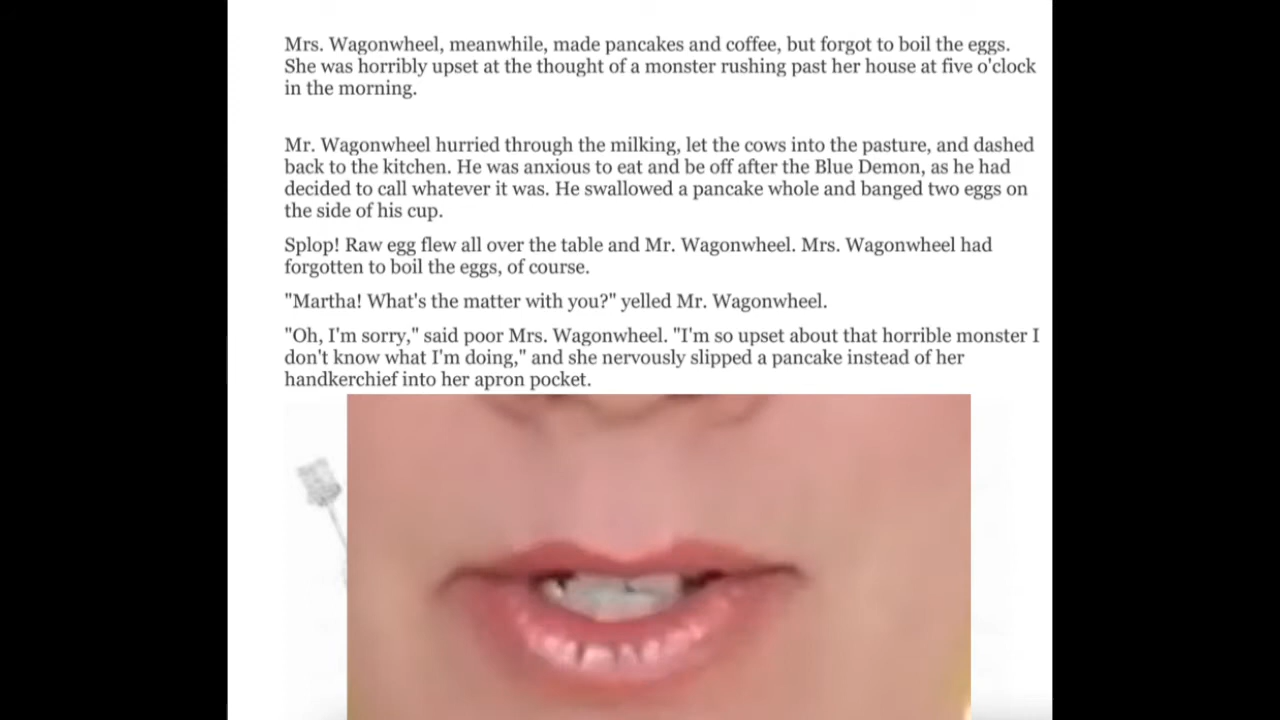 Mrs. Wagonwheel, meanwhile, made pancakes and coffee, but forgot to boil the eggs.
She was horribly upset at the thought of a monster rushing past her house at five o'clock
in the morning.
Mr. Wagonwheel hurried through the milking, let the cows into the pasture, and dashed
back to the kitchen. He was anxious to eat and be off after the Blue Demon, as he had
decided to call whatever it was. He swallowed a pancake whole and banged two eggs on
the side of his cup.
Splop! Raw egg flew all over the table and Mr. Wagonwheel. Mrs. Wagonwheel had
forgotten to boil the eggs, of course.
"Martha! What's the matter with you?" yelled Mr. Wagonwheel.
"Oh, I'm sorry," said poor Mrs. Wagonwheel. "I'm so upset about that horrible monster I
don't know what I'm doing," and she nervously slipped a pancake instead of her
handkerchief into her apron pocket.